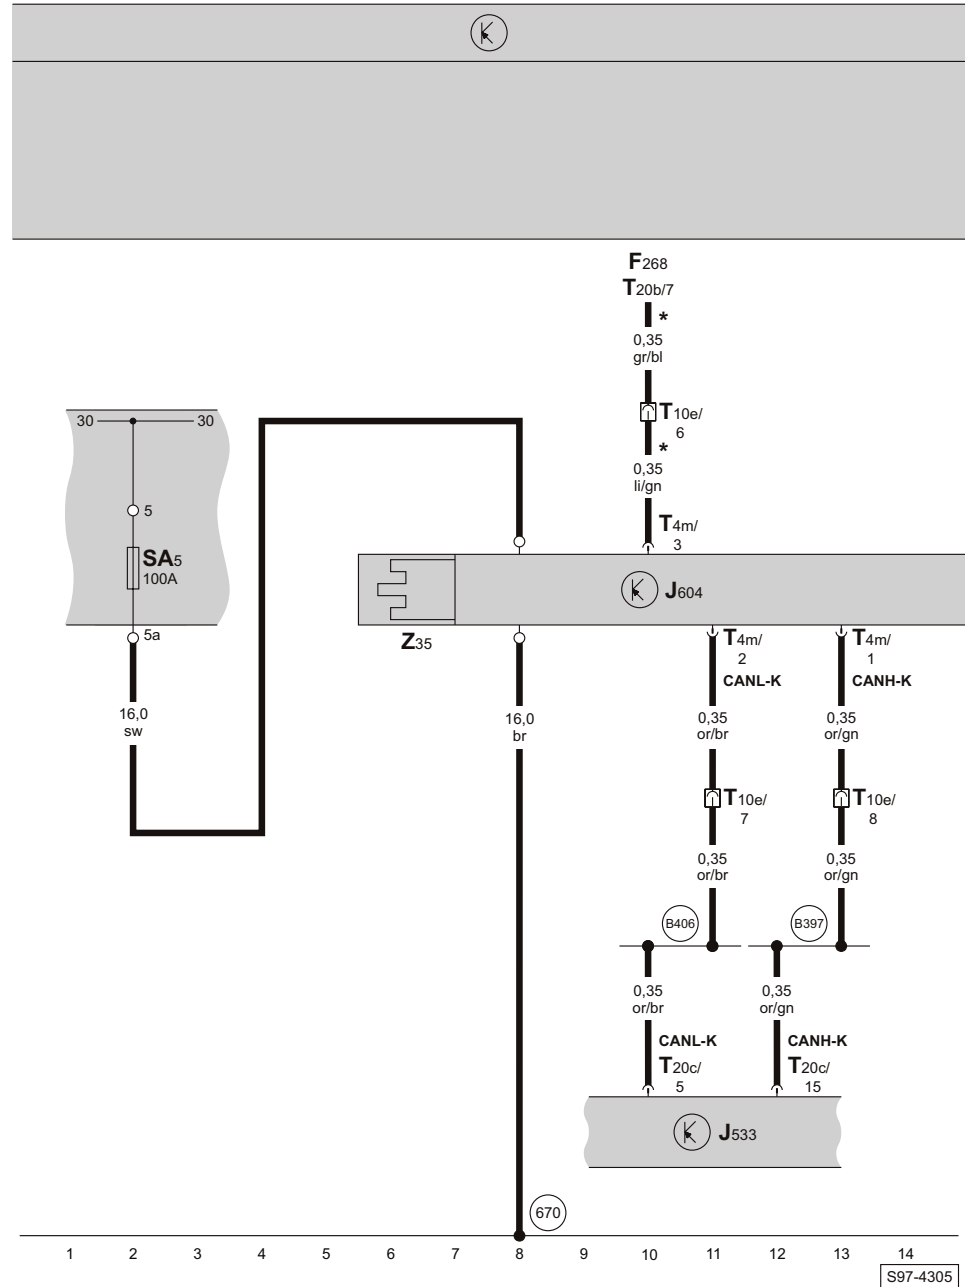 F268
T20b/7
*
0,35
gr/bl
T10e/
6
*
0,35
li/gn
T4m/
3
30
30
5
SA5
100A
5a
J604
Z35
T4m/
2
CANL-K
T4m/
1
CANH-K
16,0
sw
16,0
br
0,35
or/br
0,35
or/gn
T10e/
7
T10e/
8
0,35
or/br
0,35
or/gn
B406
B397
0,35
or/br
0,35
or/gn
CANL-K
T20c/
5
CANH-K
T20c/
15
J533
670
1 2 3 4 5 6 7 8 9 10 11 12 13 14
S97-4305